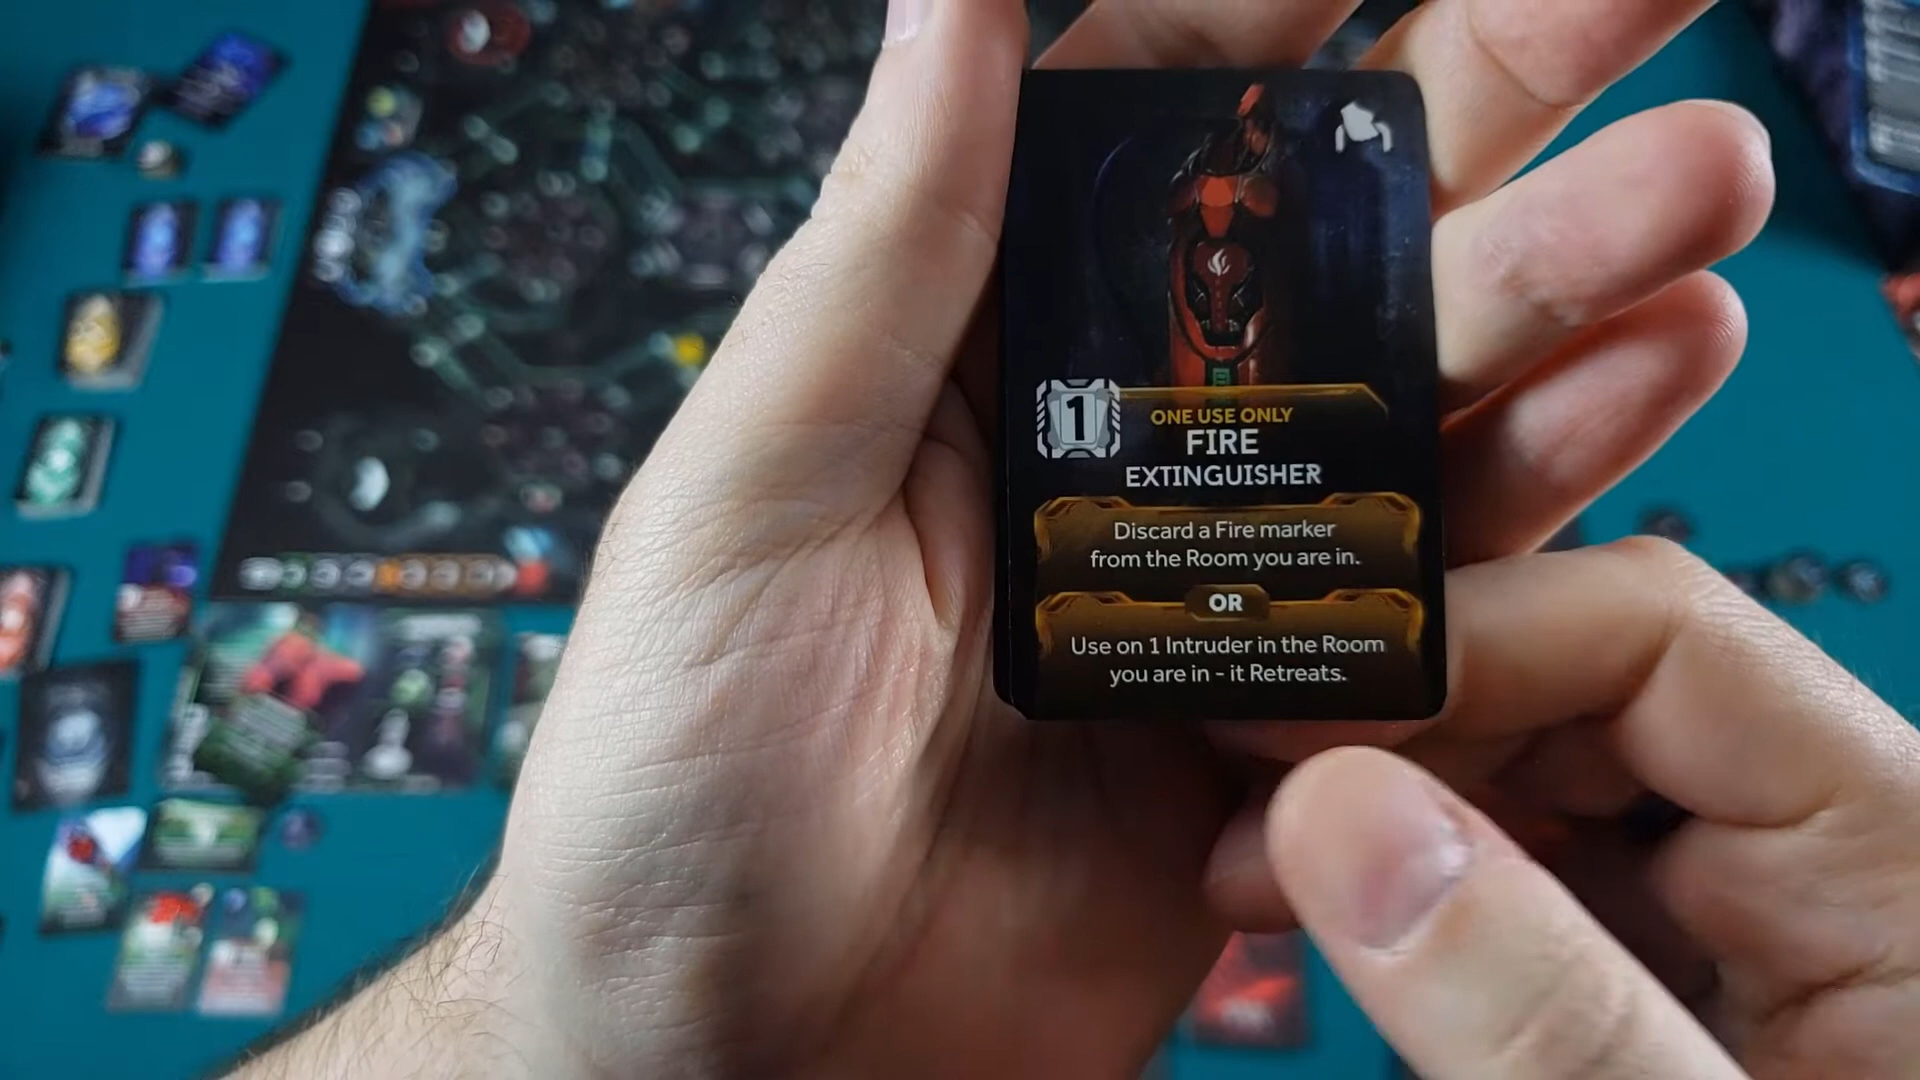 1
ONE USE ONLY
FIRE
EXTINGUISHER
Discard a Fire marker
from the Room you are in.
OR
Use on 1 Intruder in the Room
you are in - it Retreats.